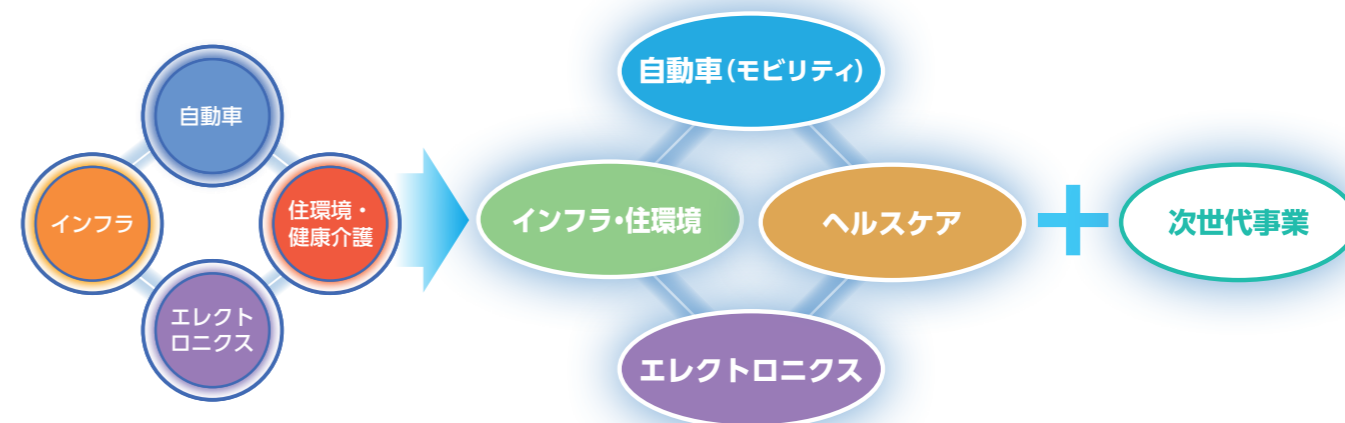 自動車
インフラ
住環境・
健康介護
エレクト
ロニクス
自動車(モビリティ)
インフラ・住環境
ヘルスケア
エレクトロニクス
+
次世代事業